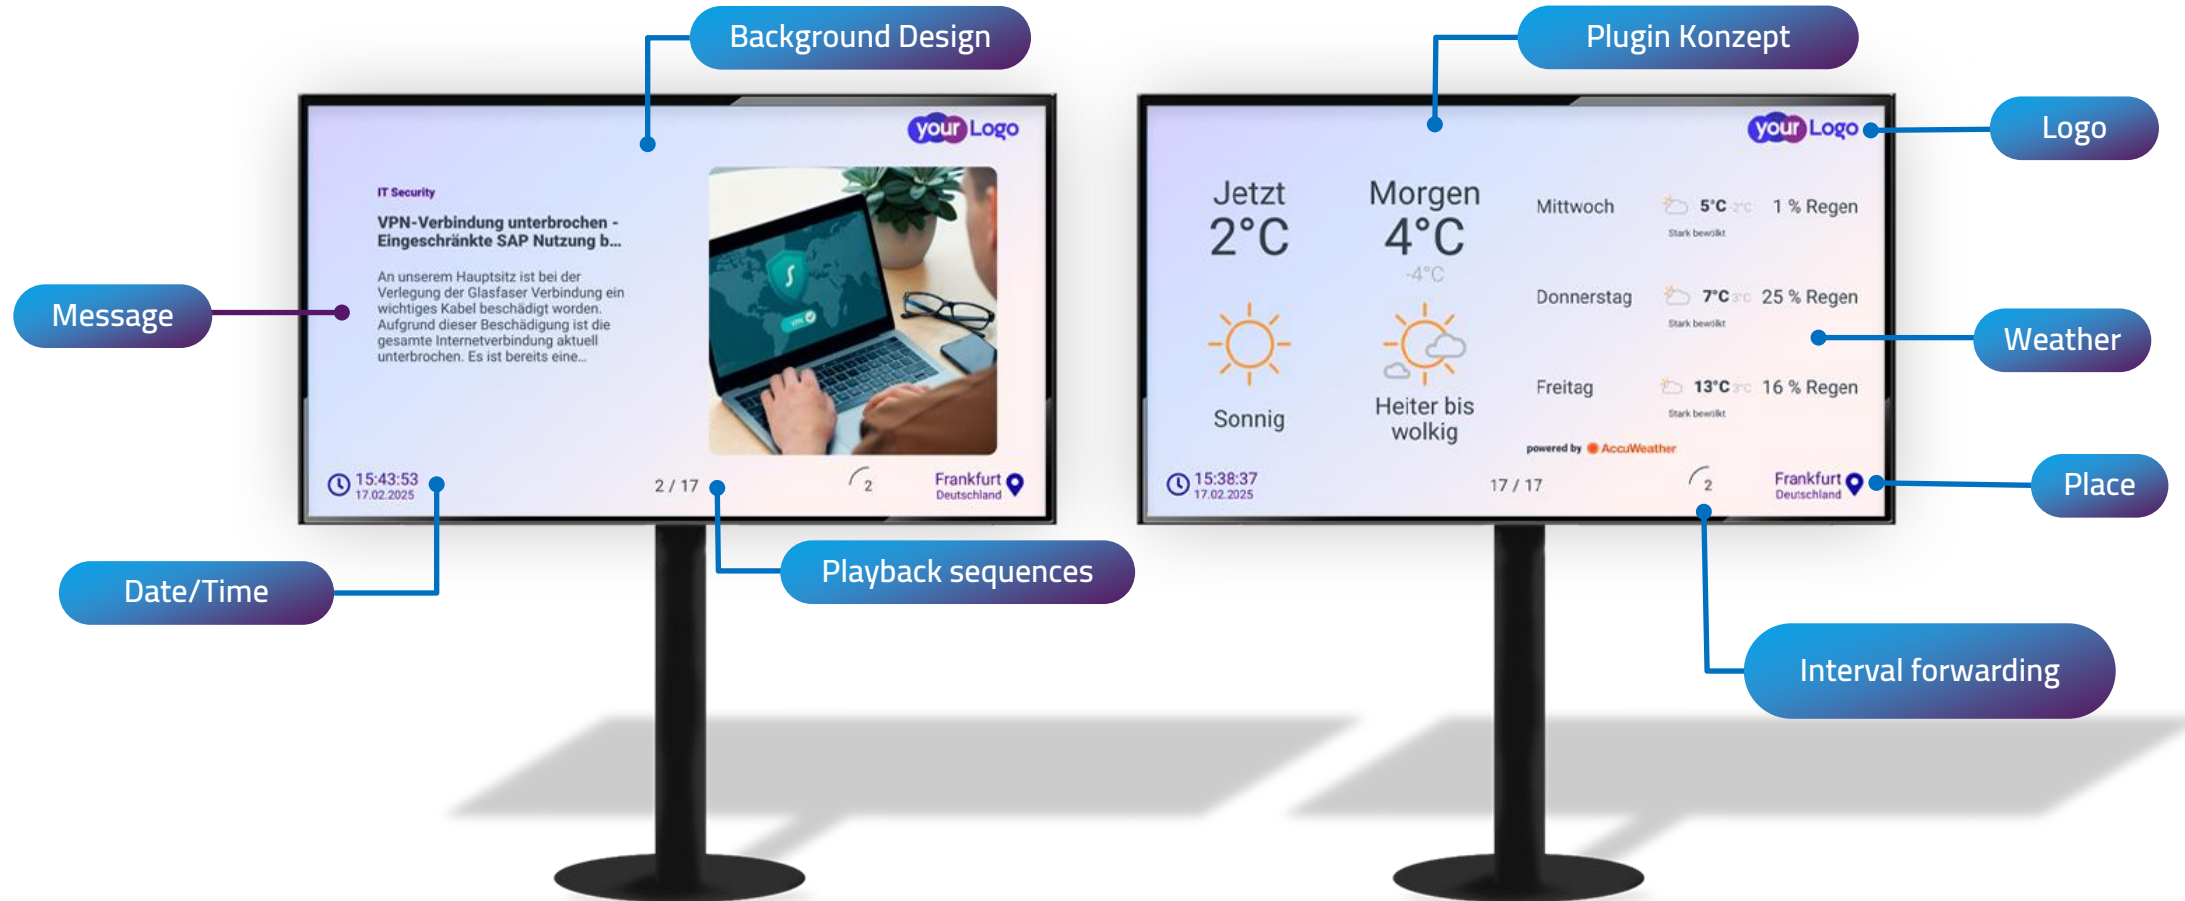 Background Design
Plugin Konzept
Logo
Message
Weather
Place
Date/Time
Playback sequences
Interval forwarding
your Logo
IT Security
VPN-Verbindung unterbrochen -
Eingeschränkte SAP Nutzung b...
An unserem Hauptsitz ist bei der
Verlegung der Glasfaser Verbindung ein
wichtiges Kabel beschädigt worden.
Aufgrund dieser Beschädigung ist die
gesamte Internetverbindung aktuell
unterbrochen. Es ist bereits eine...
VPN
15:43:53
17.02.2025
2 / 17
2
Frankfurt
Deutschland
your Logo
Jetzt
2°C
Sonnig
Morgen
4°C
-4°C
Heiter bis
wolkig
Mittwoch 5°C -2°C 1 % Regen
Stark bewölkt
Donnerstag 7°C 3°C 25 % Regen
Stark bewölkt
Freitag 13°C 3°C 16 % Regen
Stark bewölkt
powered by AccuWeather
15:38:37
17.02.2025
17 / 17
2
Frankfurt
Deutschland